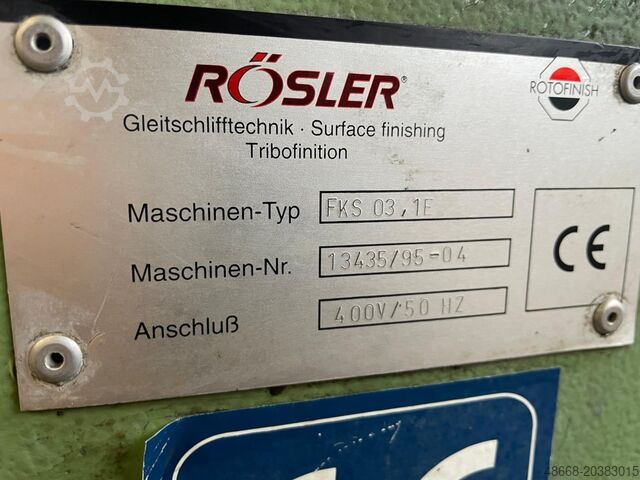 RÖSLER®
ROTOFINISH
Gleitschlifftechnik · Surface finishing
Tribofinition
Maschinen-Typ FKS 03,1E
Maschinen-Nr. 13435/95-04
Anschluß 400V/50 HZ
CE
48668-20383015